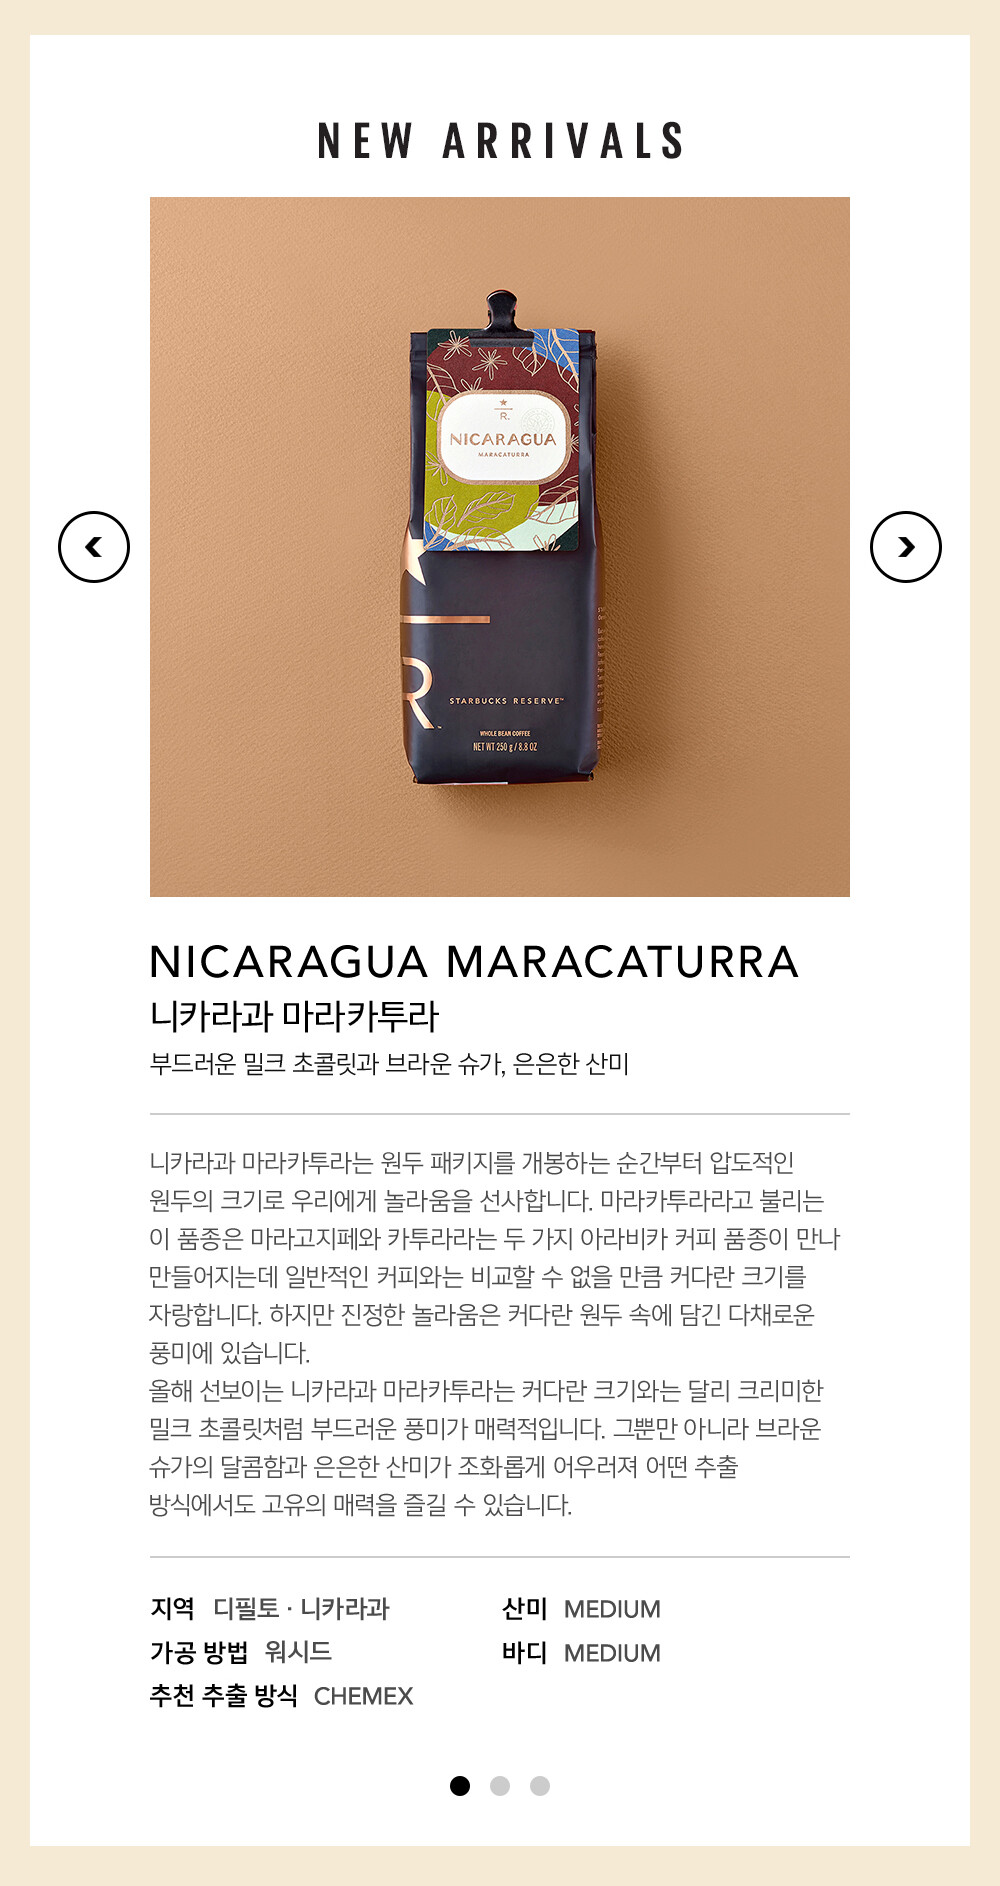 NEW ARRIVALS
R.
NICARAGUA
MARACATURRA
R
STARBUCKS RESERVE™
WHOLE BEAN COFFEE
NET WT 250 g / 8.8 OZ
NICARAGUA MARACATURRA
니카라과 마라카투라
부드러운 밀크 초콜릿과 브라운 슈가, 은은한 산미
니카라과 마라카투라는 원두 패키지를 개봉하는 순간부터 압도적인
원두의 크기로 우리에게 놀라움을 선사합니다. 마라카투라라고 불리는
이 품종은 마라고지페와 카투라라는 두 가지 아라비카 커피 품종이 만나
만들어지는데 일반적인 커피와는 비교할 수 없을 만큼 커다란 크기를
자랑합니다. 하지만 진정한 놀라움은 커다란 원두 속에 담긴 다채로운
풍미에 있습니다.
올해 선보이는 니카라과 마라카투라는 커다란 크기와는 달리 크리미한
밀크 초콜릿처럼 부드러운 풍미가 매력적입니다. 그뿐만 아니라 브라운
슈가의 달콤함과 은은한 산미가 조화롭게 어우러져 어떤 추출
방식에서도 고유의 매력을 즐길 수 있습니다.
지역 디필토 · 니카라과
산미 MEDIUM
가공 방법 워시드
바디 MEDIUM
추천 추출 방식 CHEMEX